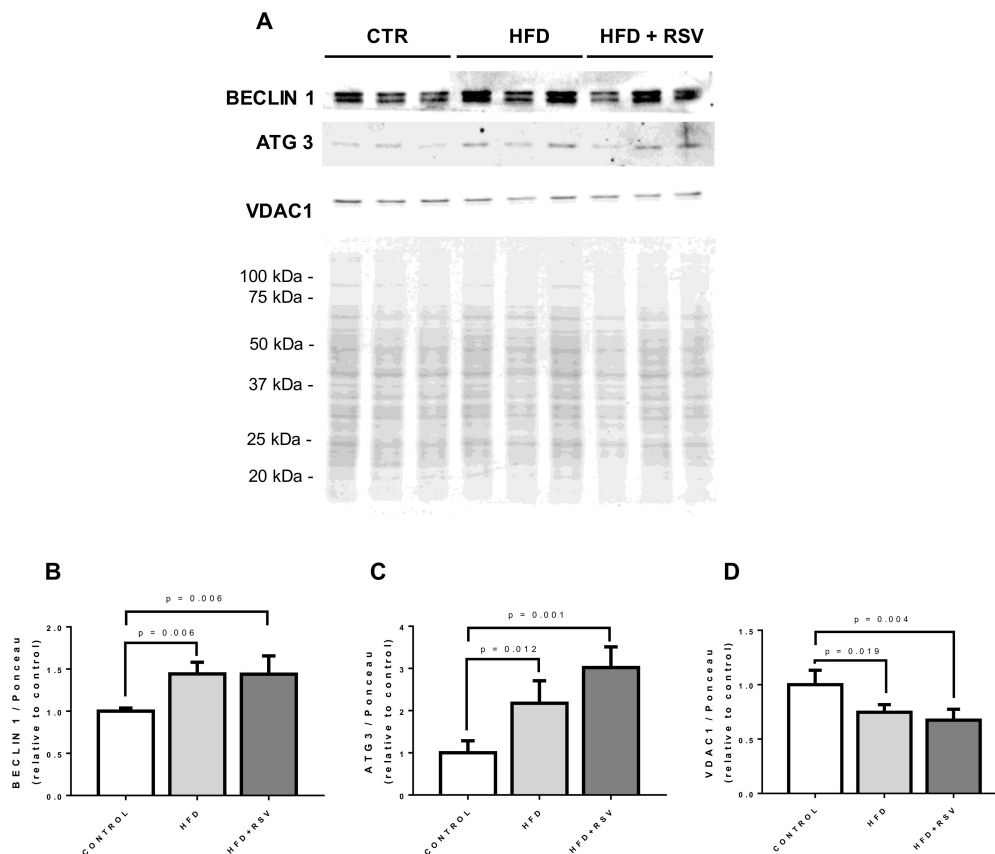 A
CTR HFD HFD + RSV
BECLIN 1
ATG 3
VDAC1
100 kDa -
75 kDa -
50 kDa -
37 kDa -
25 kDa -
20 kDa -
B
p = 0.006
p = 0.006
BECLIN 1 / Ponceau
(relative to control)
2.0
1.5
1.0
0.5
0.0
CONTROL
HFD
HFD+RSV
C
p = 0.001
p = 0.012
ATG3 / Ponceau
(relative to control)
4
3
2
1
0
CONTROL
HFD
HFD+RSV
D
p = 0.004
p = 0.019
VDAC1 / Ponceau
(relative to control)
1.5
1.0
0.5
0.0
CONTROL
HFD
HFD+RSV